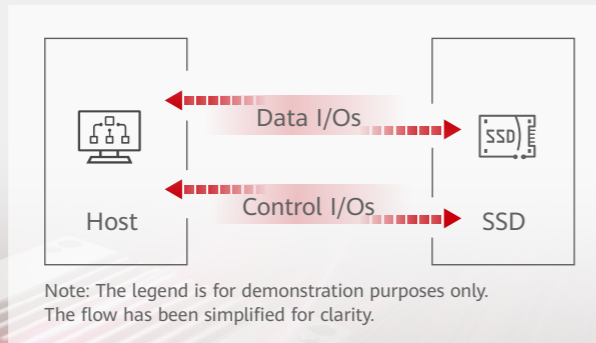 Data I/Os
SSD
Control I/Os
Host
SSD
Note: The legend is for demonstration purposes only.
The flow has been simplified for clarity.